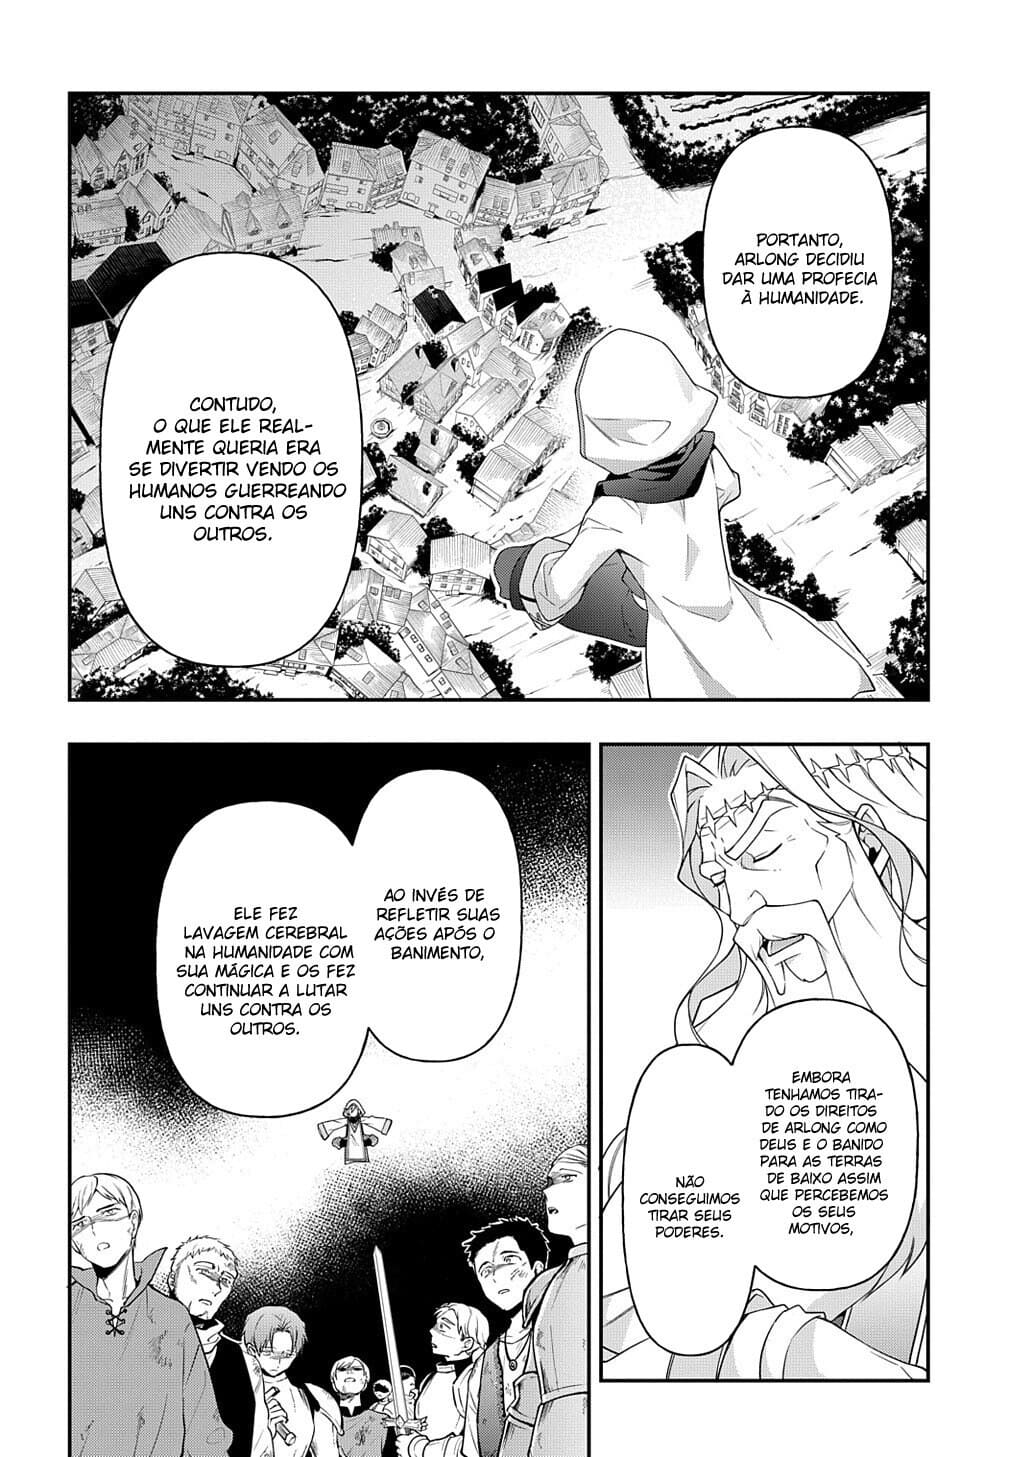 PORTANTO,
ARLONG DECIDIU
DAR UMA PROFECIA
À HUMANIDADE.
CONTUDO,
O QUE ELE REAL-
MENTE QUERIA ERA
SE DIVERTIR VENDO OS
HUMANOS GUERREANDO
UNS CONTRA OS
OUTROS.
EMBORA
TENHAMOS TIRA-
DO OS DIREITOS
DE ARLONG COMO
DEUS E O BANIDO
PARA AS TERRAS
DE BAIXO ASSIM
QUE PERCEBEMOS
OS SEUS
MOTIVOS,
NÃO
CONSEGUIMOS
TIRAR SEUS
PODERES.
AO INVÉS DE
REFLETIR SUAS
AÇÕES APÓS O
BANIMENTO,
ELE FEZ
LAVAGEM CEREBRAL
NA HUMANIDADE COM
SUA MÁGICA E OS FEZ
CONTINUAR A LUTAR
UNS CONTRA OS
OUTROS.